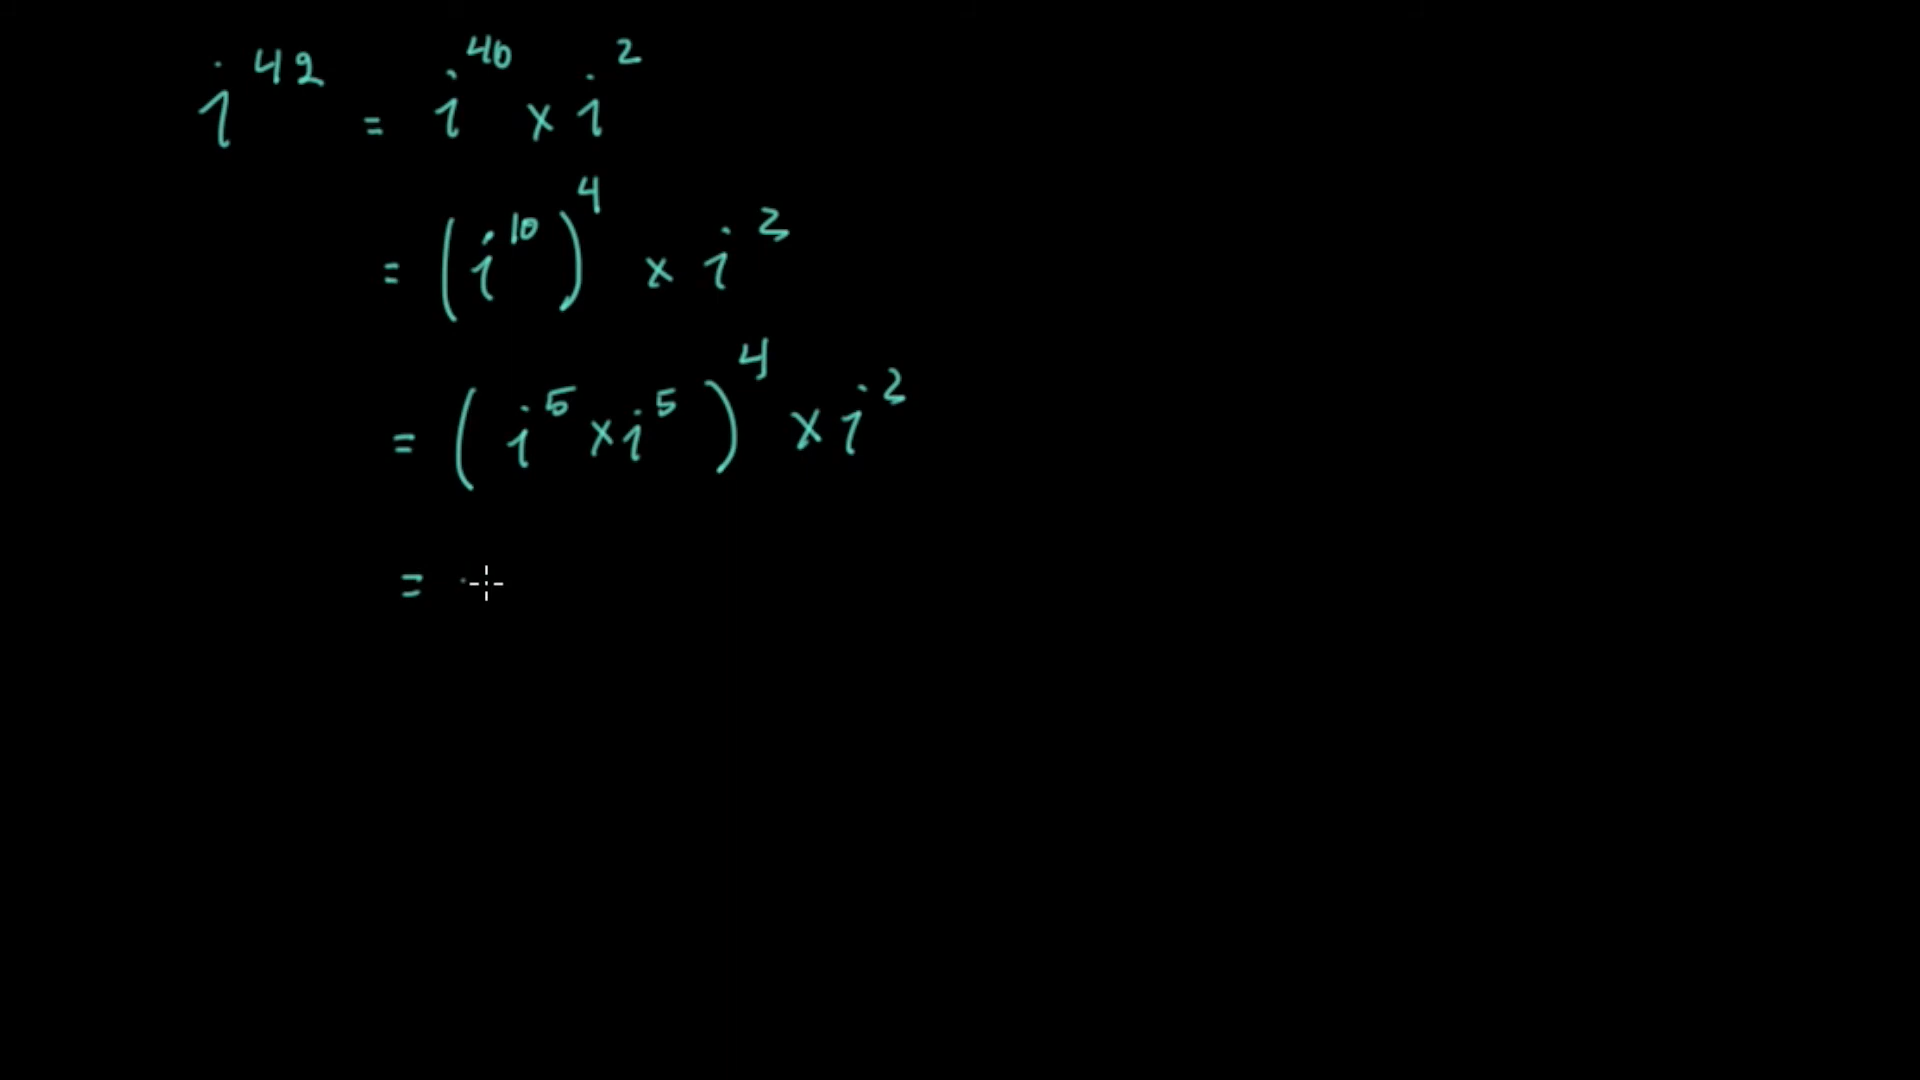 i^42 = i^40 × i^2
= (i^10)^4 × i^2
= (i^5 × i^5)^4 × i^2
=